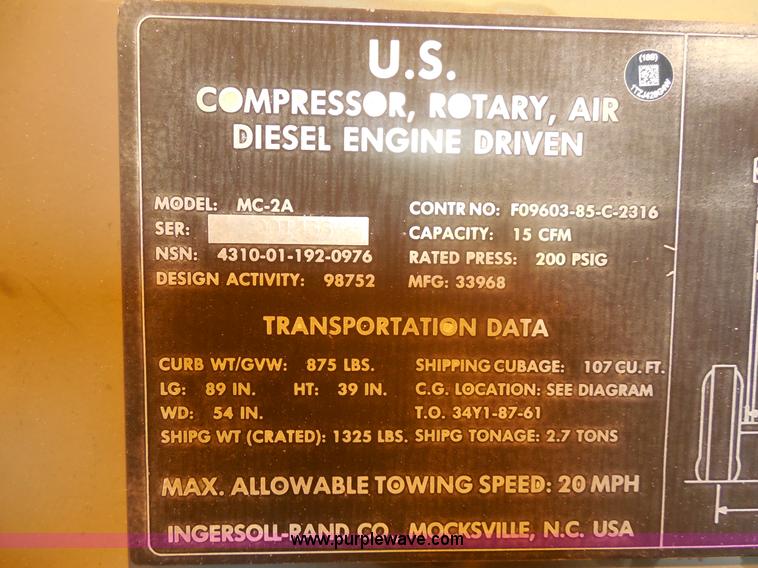 U.S.
COMPRESSOR, ROTARY, AIR
DIESEL ENGINE DRIVEN
MODEL: MC-2A
SER:
NSN: 4310-01-192-0976
DESIGN ACTIVITY: 98752
CONTR NO: F09603-85-C-2316
CAPACITY: 15 CFM
RATED PRESS: 200 PSIG
MFG: 33968
TRANSPORTATION DATA
CURB WT/GVW: 875 LBS. SHIPPING CUBAGE: 107 CU. FT.
LG: 89 IN. HT: 39 IN. C.G. LOCATION: SEE DIAGRAM
WD: 54 IN. T.O. 34Y1-87-61
SHIPG WT (CRATED): 1325 LBS. SHIPG TONAGE: 2.7 TONS
MAX. ALLOWABLE TOWING SPEED: 20 MPH
INGERSOLL-RAND CO. MOCKSVILLE, N.C. USA
www.purplewave.com